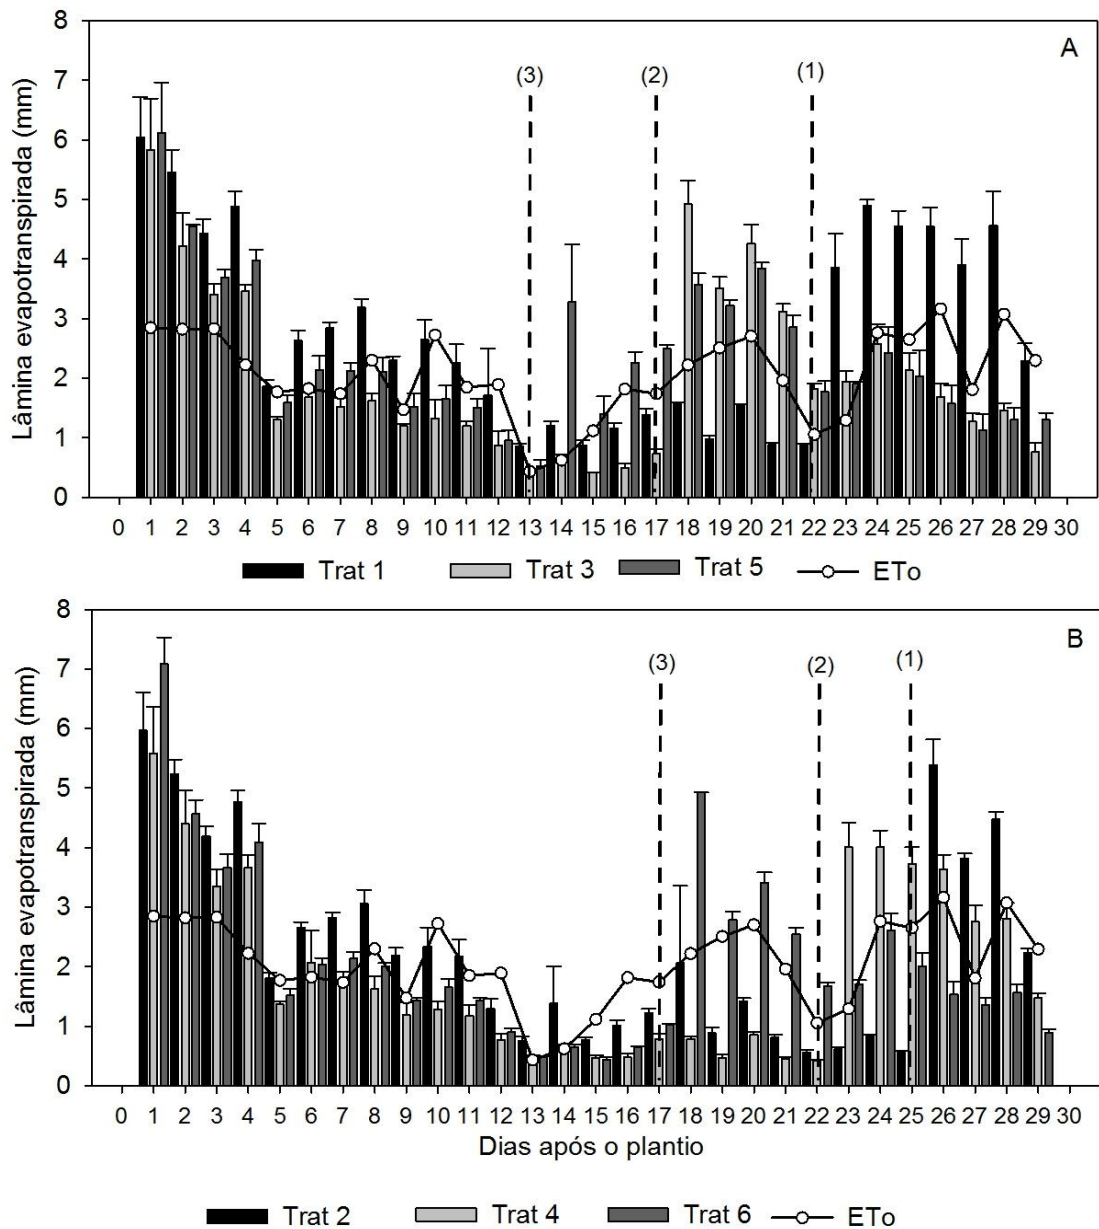 A
8
7
6
5
4
3
2
1
0
Lâmina evapotranspirada (mm)
(3)
(2)
(1)
0 1 2 3 4 5 6 7 8 9 10 11 12 13 14 15 16 17 18 19 20 21 22 23 24 25 26 27 28 29 30
Trat 1 Trat 3 Trat 5 ETo
B
8
7
6
5
4
3
2
1
0
Lâmina evapotranspirada (mm)
(3)
(2)
(1)
0 1 2 3 4 5 6 7 8 9 10 11 12 13 14 15 16 17 18 19 20 21 22 23 24 25 26 27 28 29 30
Dias após o plantio
Trat 2 Trat 4 Trat 6 ETo